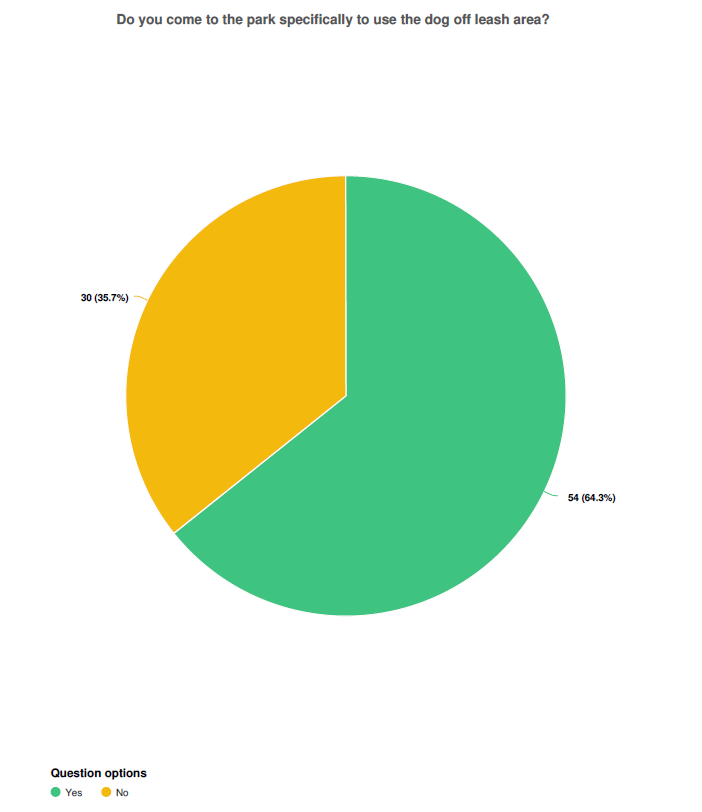 Do you come to the park specifically to use the dog off leash area?
30 (35.7%)
54 (64.3%)
Question options
Yes No